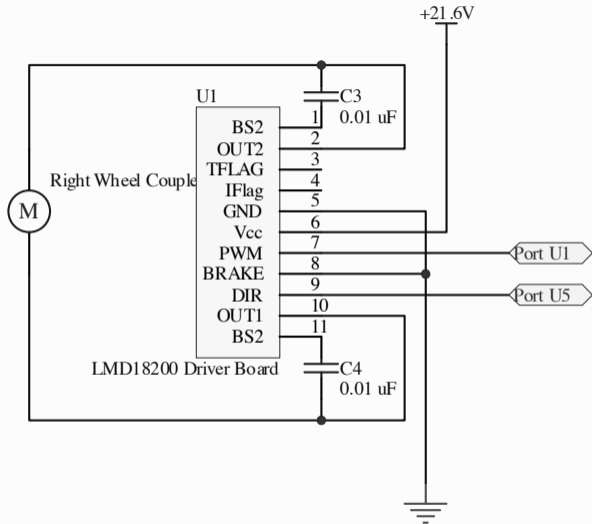 +21.6V
U1
C3
0.01 uF
BS2 1
OUT2 2
TFLAG 3
IFlag 4
GND 5
Vcc 6
PWM 7
BRAKE 8
DIR 9
OUT1 10
BS2 11
Right Wheel Couple
M
Port U1
Port U5
LMD18200 Driver Board
C4
0.01 uF